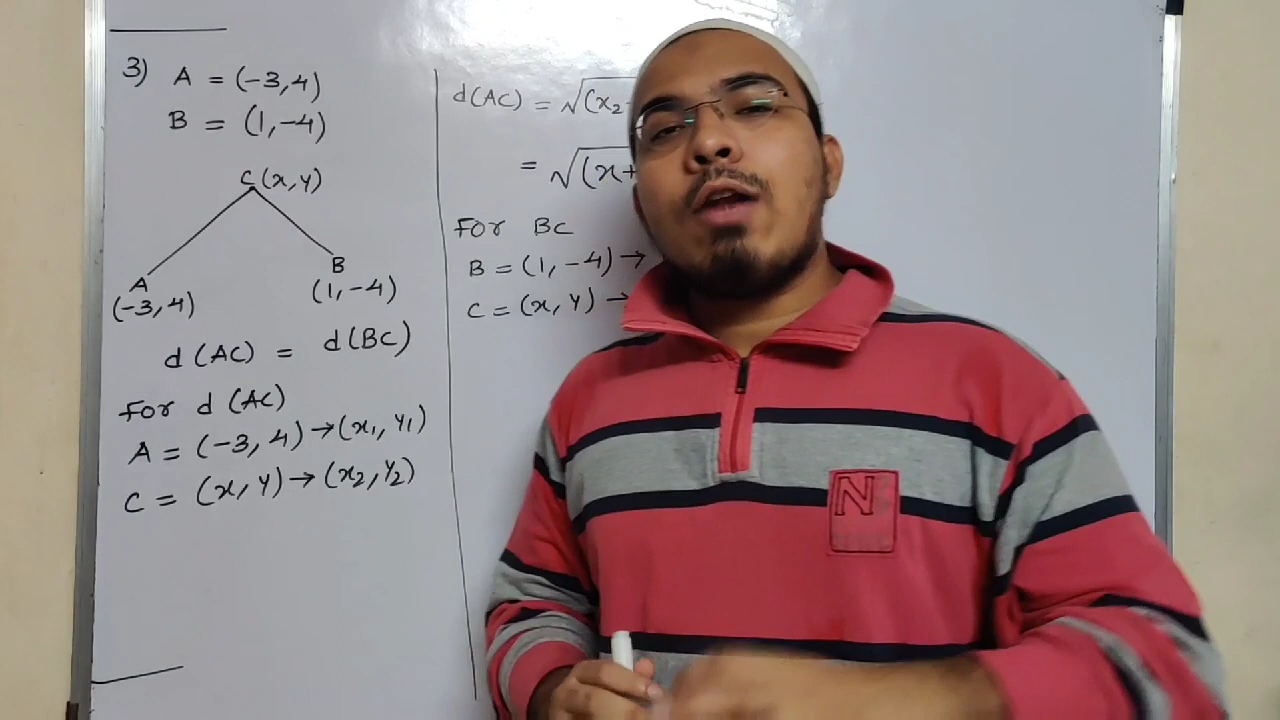 3) A = (-3, 4)
B = (1, -4)
C (x, y)
A
(-3, 4)
B
(1, -4)
d (AC) = d (BC)
For d (AC)
A = (-3, 4) → (x₁, y₁)
C = (x, y) → (x₂, y₂)
d (AC) = √(x₂
= √(x+
For BC
B = (1, -4) →
C = (x, y) →
N